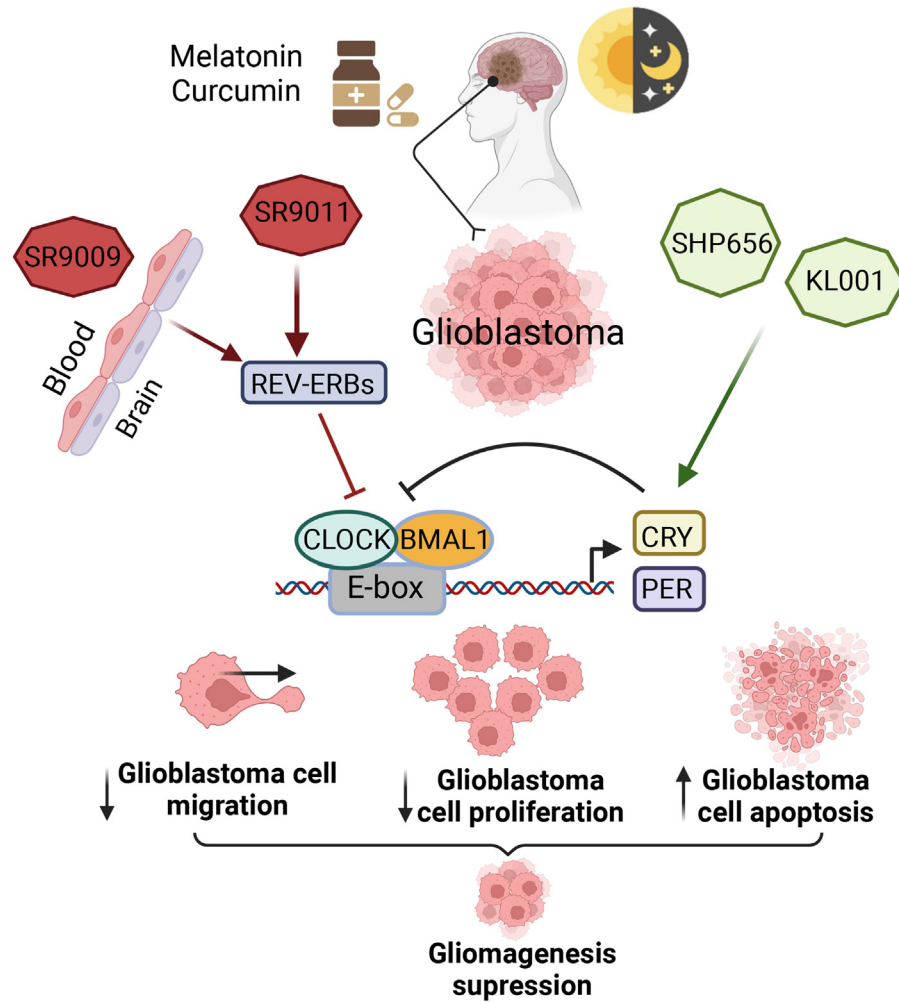 Melatonin
Curcumin
+
SR9011
SR9009
SHP656
KL001
Blood
Brain
Glioblastoma
REV-ERBs
CLOCK
BMAL1
E-box
CRY
PER
Glioblastoma cell
migration
Glioblastoma
cell proliferation
Glioblastoma
cell apoptosis
Gliomagenesis
supression